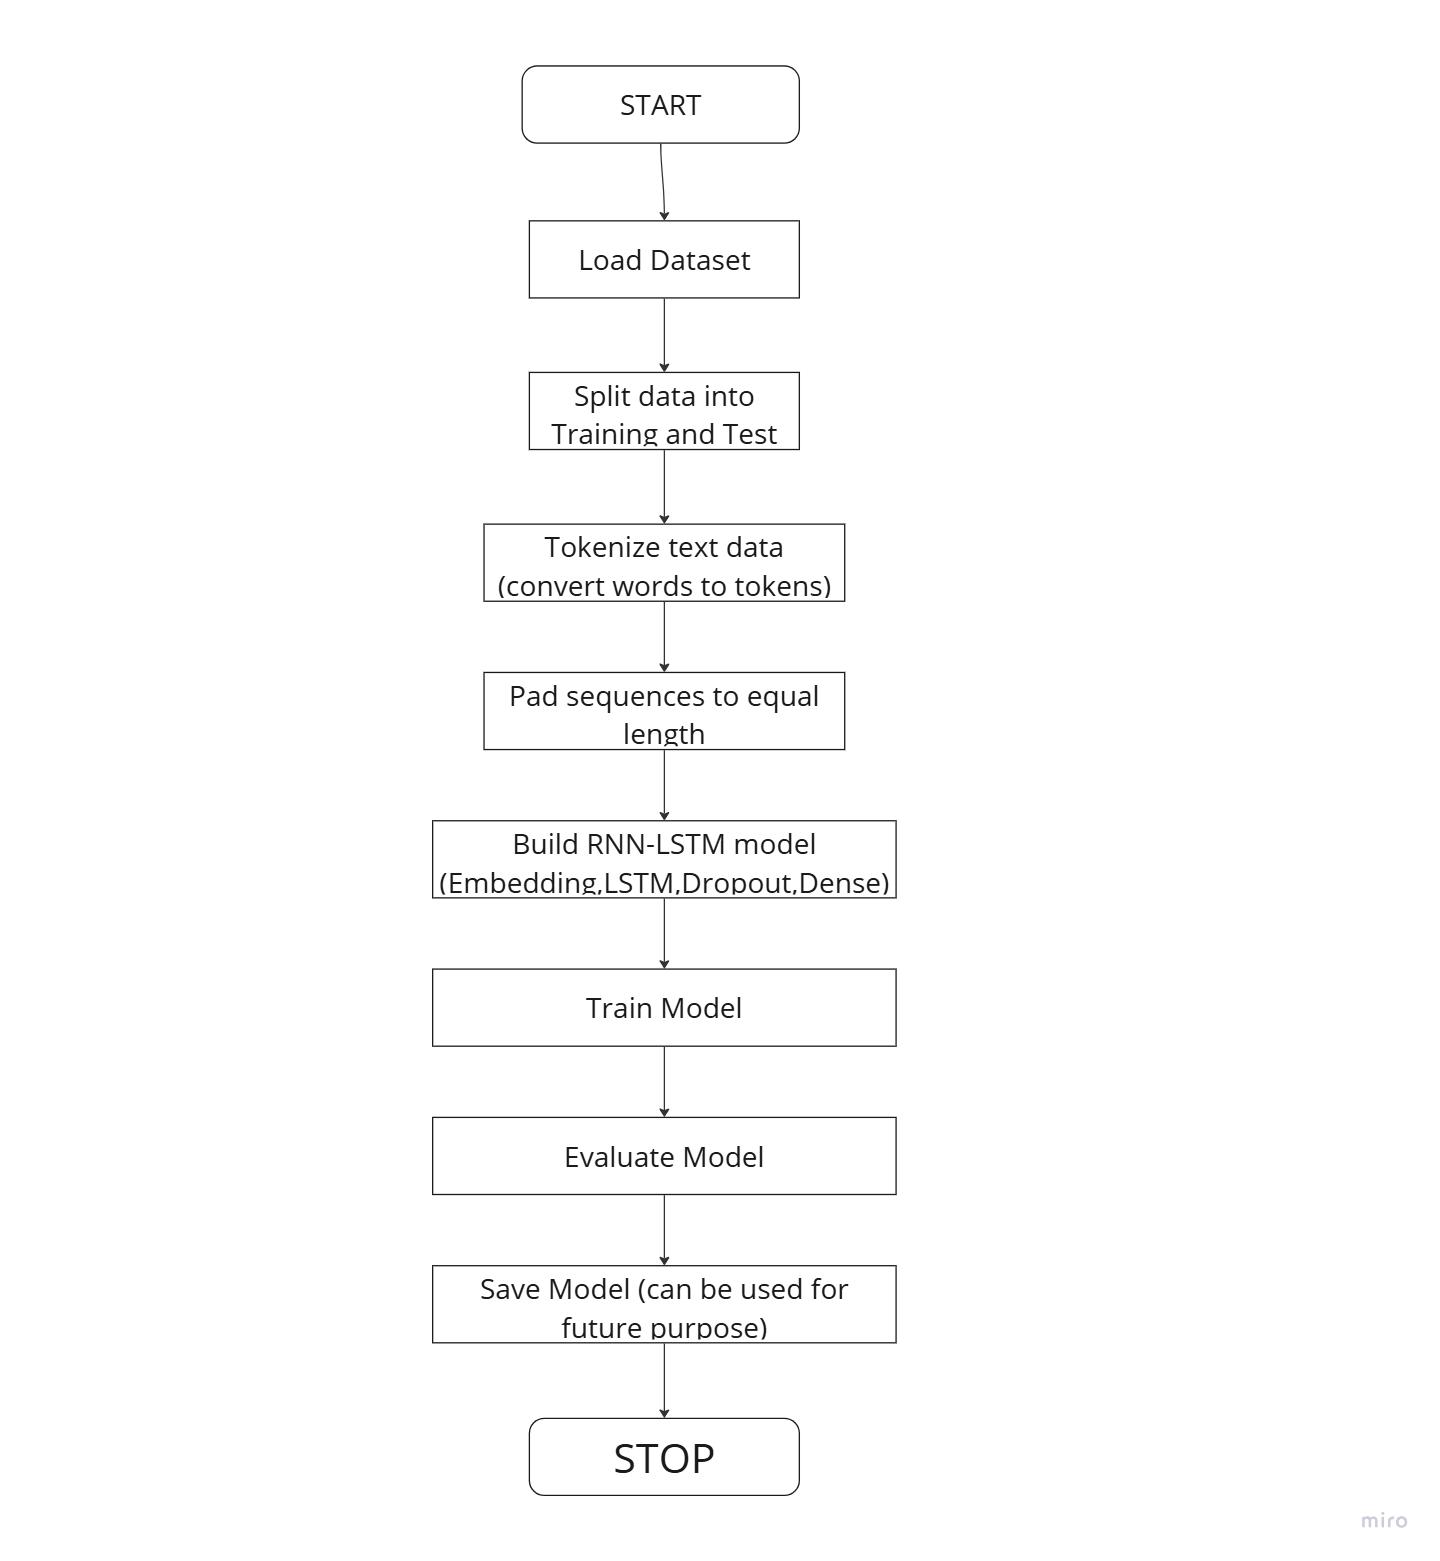 START
Load Dataset
Split data into
Training and Test
Tokenize text data
(convert words to tokens)
Pad sequences to equal
length
Build RNN-LSTM model
(Embedding,LSTM,Dropout,Dense)
Train Model
Evaluate Model
Save Model (can be used for
future purpose)
STOP
miro